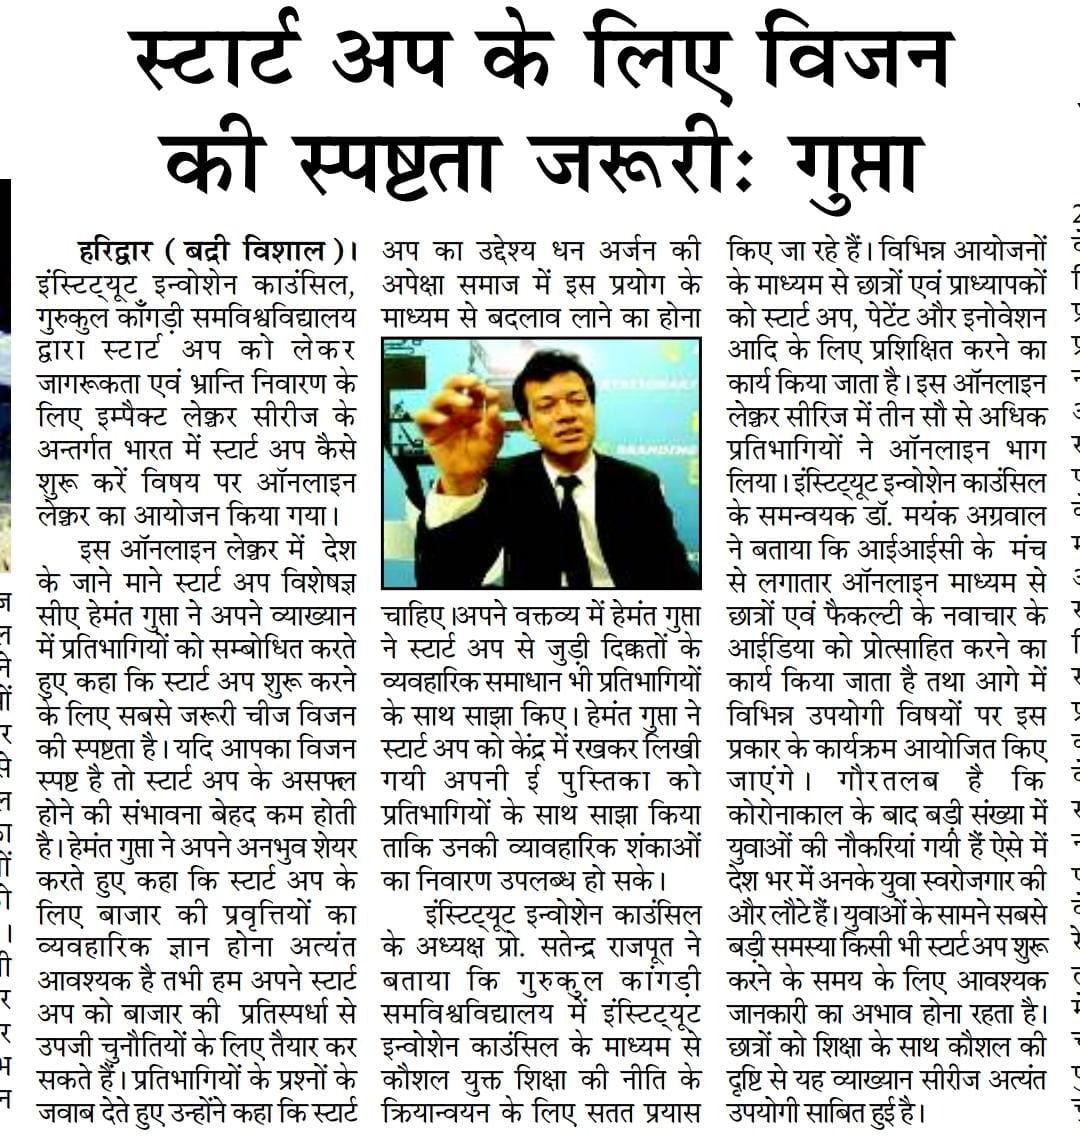 स्टार्ट अप के लिए विजन
की स्पष्टता जरूरी: गुप्ता
हरिद्वार ( बद्री विशाल )।
इंस्टिट्यूट इन्वोशेन काउंसिल,
गुरुकुल काँगड़ी समविश्वविद्यालय
द्वारा स्टार्ट अप को लेकर
जागरूकता एवं भ्रान्ति निवारण के
लिए इम्पैक्ट लेक्चर सीरीज के
अन्तर्गत भारत में स्टार्ट अप कैसे
शुरू करें विषय पर ऑनलाइन
लेक्चर का आयोजन किया गया।
इस ऑनलाइन लेक्चर में देश
के जाने माने स्टार्ट अप विशेषज्ञ
सीए हेमंत गुप्ता ने अपने व्याख्यान
में प्रतिभागियों को सम्बोधित करते
हुए कहा कि स्टार्ट अप शुरू करने
के लिए सबसे जरूरी चीज विजन
की स्पष्टता है। यदि आपका विजन
स्पष्ट है तो स्टार्ट अप के असफ्ल
होने की संभावना बेहद कम होती
है। हेमंत गुप्ता ने अपने अनभुव शेयर
करते हुए कहा कि स्टार्ट अप के
लिए बाजार की प्रवृत्तियों का
व्यवहारिक ज्ञान होना अत्यंत
आवश्यक है तभी हम अपने स्टार्ट
अप को बाजार की प्रतिस्पर्धा से
उपजी चुनौतियों के लिए तैयार कर
सकते हैं। प्रतिभागियों के प्रश्नों के
जवाब देते हुए उन्होंने कहा कि स्टार्ट
अप का उद्देश्य धन अर्जन की
अपेक्षा समाज में इस प्रयोग के
माध्यम से बदलाव लाने का होना
STATIONARY
BRANDING
चाहिए।अपने वक्तव्य में हेमंत गुप्ता
ने स्टार्ट अप से जुड़ी दिक्कतों के
व्यवहारिक समाधान भी प्रतिभागियों
के साथ साझा किए। हेमंत गुप्ता ने
स्टार्ट अप को केंद्र में रखकर लिखी
गयी अपनी ई पुस्तिका को
प्रतिभागियों के साथ साझा किया
ताकि उनकी व्यावहारिक शंकाओं
का निवारण उपलब्ध हो सके।
इंस्टिट्यूट इन्वोशेन काउंसिल
के अध्यक्ष प्रो. सतेन्द्र राजपूत ने
बताया कि गुरुकुल कांगड़ी
समविश्वविद्यालय में इंस्टिट्यूट
इन्वोशेन काउंसिल के माध्यम से
कौशल युक्त शिक्षा की नीति के
क्रियान्वयन के लिए सतत प्रयास
किए जा रहे हैं। विभिन्न आयोजनों
के माध्यम से छात्रों एवं प्राध्यापकों
को स्टार्ट अप, पेटेंट और इनोवेशन
आदि के लिए प्रशिक्षित करने का
कार्य किया जाता है। इस ऑनलाइन
लेक्चर सीरिज में तीन सौ से अधिक
प्रतिभागियों ने ऑनलाइन भाग
लिया। इंस्टिट्यूट इन्वोशेन काउंसिल
के समन्वयक डॉ. मयंक अग्रवाल
ने बताया कि आईआईसी के मंच
से लगातार ऑनलाइन माध्यम से
छात्रों एवं फैकल्टी के नवाचार के
आईडिया को प्रोत्साहित करने का
कार्य किया जाता है तथा आगे में
विभिन्न उपयोगी विषयों पर इस
प्रकार के कार्यक्रम आयोजित किए
जाएंगे। गौरतलब है कि
कोरोनाकाल के बाद बड़ी संख्या में
युवाओं की नौकरियां गयी हैं ऐसे में
देश भर में अनके युवा स्वरोजगार की
और लौटे हैं। युवाओं के सामने सबसे
बड़ी समस्या किसी भी स्टार्ट अप शुरू
करने के समय के लिए आवश्यक
जानकारी का अभाव होना रहता है।
छात्रों को शिक्षा के साथ कौशल की
दृष्टि से यह व्याख्यान सीरीज अत्यंत
उपयोगी साबित हुई है।